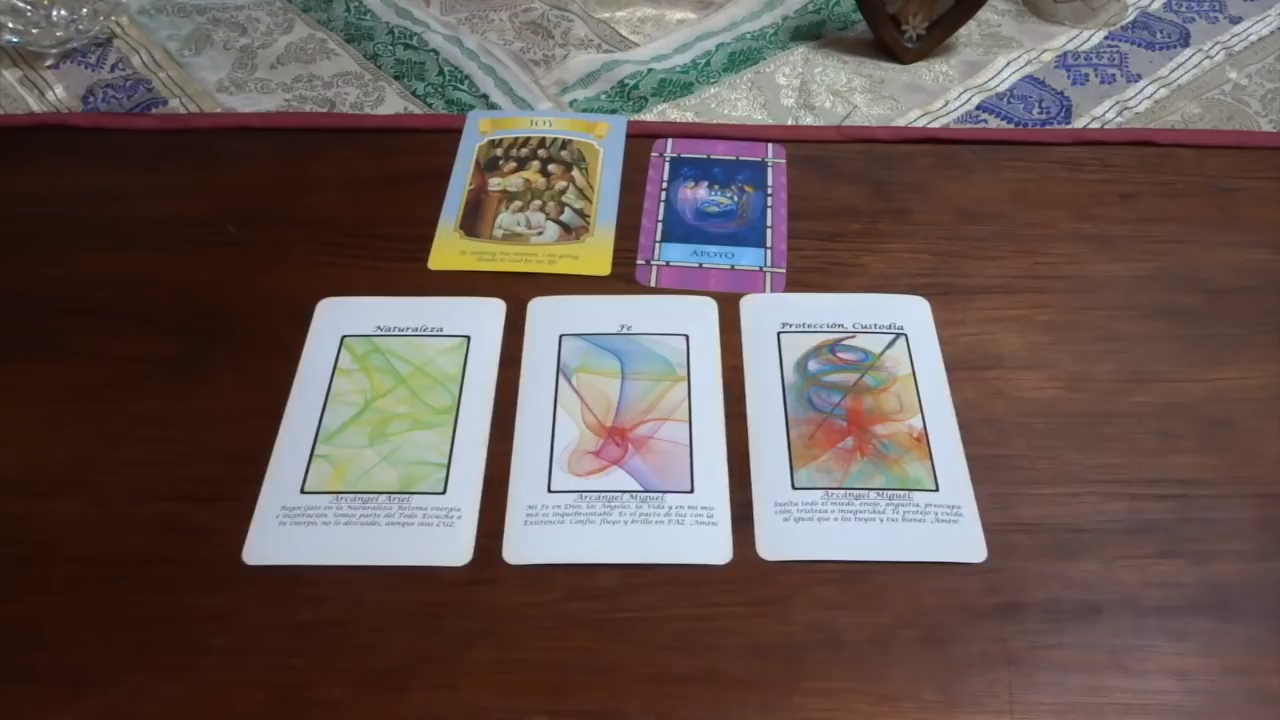 JOY
By enjoying this moment, I am giving
thanks to God for my life
APOYO
Naturaleza
Arcángel Ariel
Regocíjate en la Naturaleza. Retoma energía
e inspiración. Somos parte del Todo. Escucha a
tu cuerpo, no lo descuides, aunque seas LUZ.
Fe
Arcángel Miguel
Mi Fe en Dios, los Ángeles, la Vida y en mí mis-
m@ es inquebrantable. Es el pacto de luz con la
Existencia. Confío, fluyo y brillo en PAZ. ¡Amén!
Protección, Custodia
Arcángel Miguel
Suelta todo el miedo, enojo, angustia, preocupa-
ción, tristeza o inseguridad. Te protejo y cuido,
al igual que a los tuyos y tus bienes. ¡Amén!